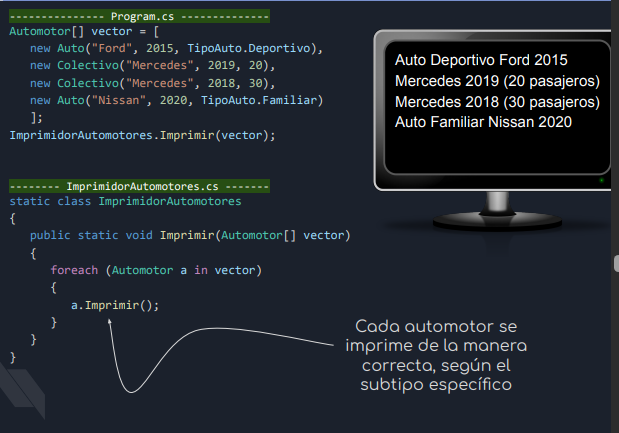 --------------- Program.cs --------------
Automotor[] vector = [
new Auto("Ford", 2015, TipoAuto.Deportivo),
new Colectivo("Mercedes", 2019, 20),
new Colectivo("Mercedes", 2018, 30),
new Auto("Nissan", 2020, TipoAuto.Familiar)
];
ImprimidorAutomotores.Imprimir(vector);
-------- ImprimidorAutomotores.cs -------
static class ImprimidorAutomotores
{
public static void Imprimir(Automotor[] vector)
{
foreach (Automotor a in vector)
{
a.Imprimir();
}
}
}
Auto Deportivo Ford 2015
Mercedes 2019 (20 pasajeros)
Mercedes 2018 (30 pasajeros)
Auto Familiar Nissan 2020
Cada automotor se
imprime de la manera
correcta, según el
subtipo específico